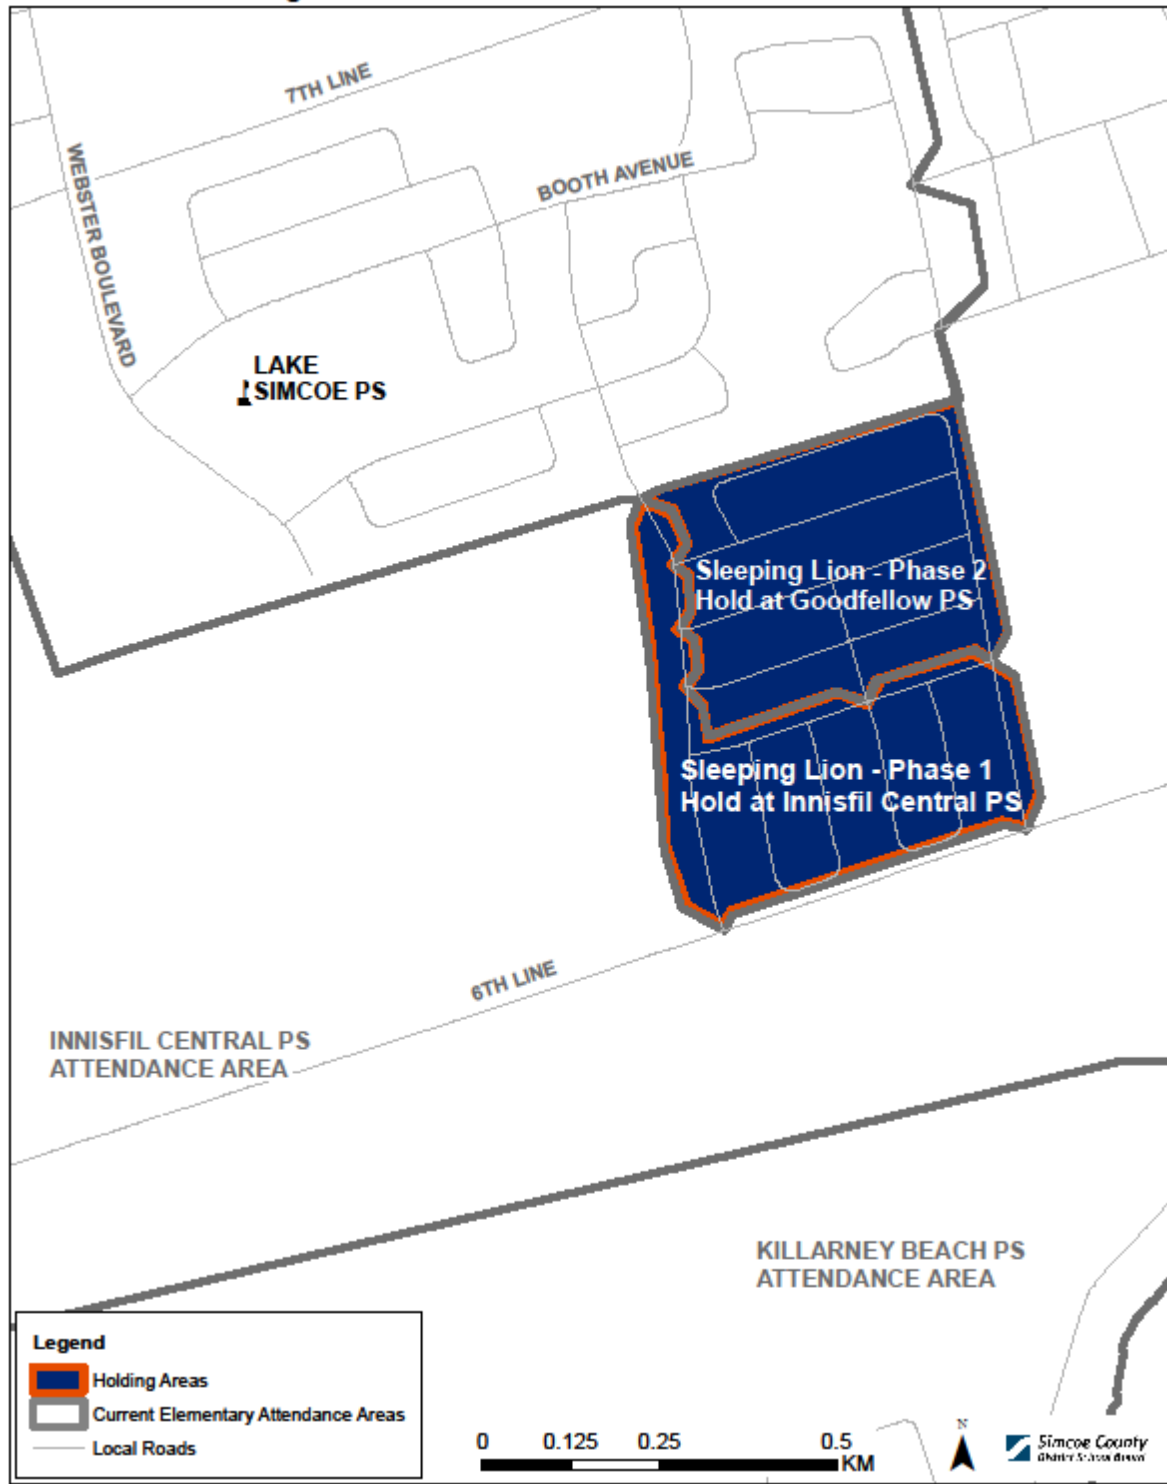 7TH LINE
WEBSTER BOULEVARD
BOOTH AVENUE
LAKE
SIMCOE PS
Sleeping Lion - Phase 2
Hold at Goodfellow PS
Sleeping Lion - Phase 1
Hold at Innisfil Central PS
6TH LINE
INNISFIL CENTRAL PS
ATTENDANCE AREA
KILLARNEY BEACH PS
ATTENDANCE AREA
Legend
Holding Areas
Current Elementary Attendance Areas
Local Roads
0 0.125 0.25 0.5
KM
N
Simcoe County
District School Board